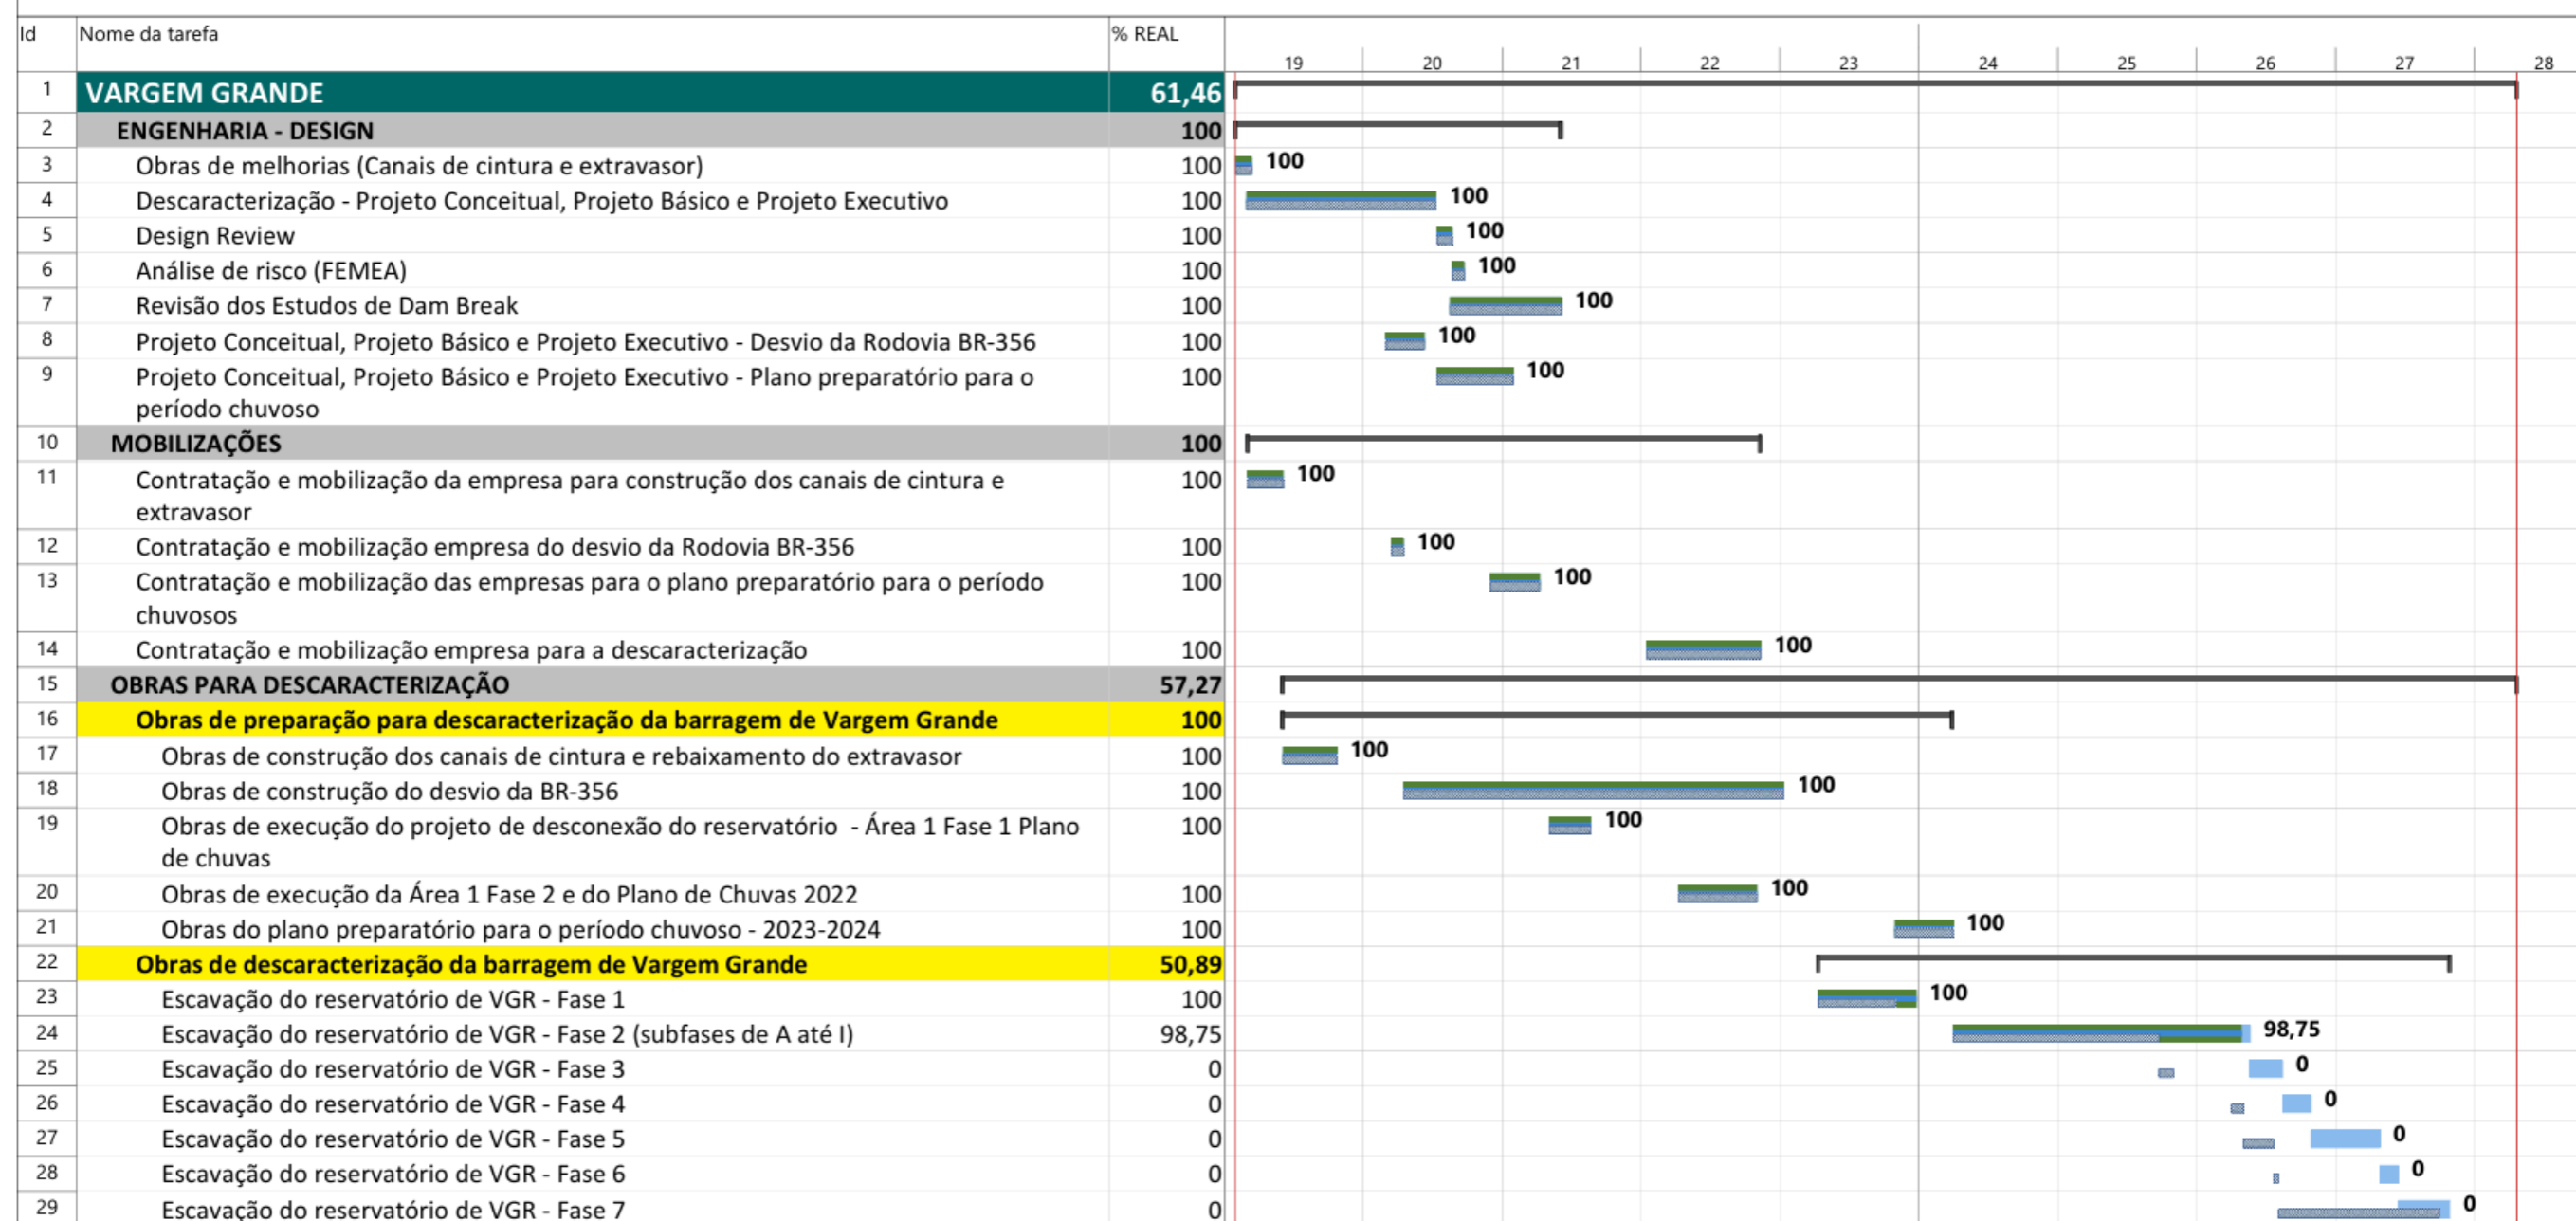 Id Nome da tarefa % REAL
19 20 21 22 23 24 25 26 27 28
1 VARGEM GRANDE 61,46
2 ENGENHARIA - DESIGN 100
3 Obras de melhorias (Canais de cintura e extravasor) 100 100
4 Descaracterização - Projeto Conceitual, Projeto Básico e Projeto Executivo 100 100
5 Design Review 100 100
6 Análise de risco (FEMEA) 100 100
7 Revisão dos Estudos de Dam Break 100 100
8 Projeto Conceitual, Projeto Básico e Projeto Executivo - Desvio da Rodovia BR-356 100 100
9 Projeto Conceitual, Projeto Básico e Projeto Executivo - Plano preparatório para o 100 100
período chuvoso
10 MOBILIZAÇÕES 100
11 Contratação e mobilização da empresa para construção dos canais de cintura e 100 100
extravasor
12 Contratação e mobilização empresa do desvio da Rodovia BR-356 100 100
13 Contratação e mobilização das empresas para o plano preparatório para o período 100 100
chuvosos
14 Contratação e mobilização empresa para a descaracterização 100 100
15 OBRAS PARA DESCARACTERIZAÇÃO 57,27
16 Obras de preparação para descaracterização da barragem de Vargem Grande 100
17 Obras de construção dos canais de cintura e rebaixamento do extravasor 100 100
18 Obras de construção do desvio da BR-356 100 100
19 Obras de execução do projeto de desconexão do reservatório - Área 1 Fase 1 Plano 100 100
de chuvas
20 Obras de execução da Área 1 Fase 2 e do Plano de Chuvas 2022 100 100
21 Obras do plano preparatório para o período chuvoso - 2023-2024 100 100
22 Obras de descaracterização da barragem de Vargem Grande 50,89
23 Escavação do reservatório de VGR - Fase 1 100 100
24 Escavação do reservatório de VGR - Fase 2 (subfases de A até I) 98,75 98,75
25 Escavação do reservatório de VGR - Fase 3 0 0
26 Escavação do reservatório de VGR - Fase 4 0 0
27 Escavação do reservatório de VGR - Fase 5 0 0
28 Escavação do reservatório de VGR - Fase 6 0 0
29 Escavação do reservatório de VGR - Fase 7 0 0